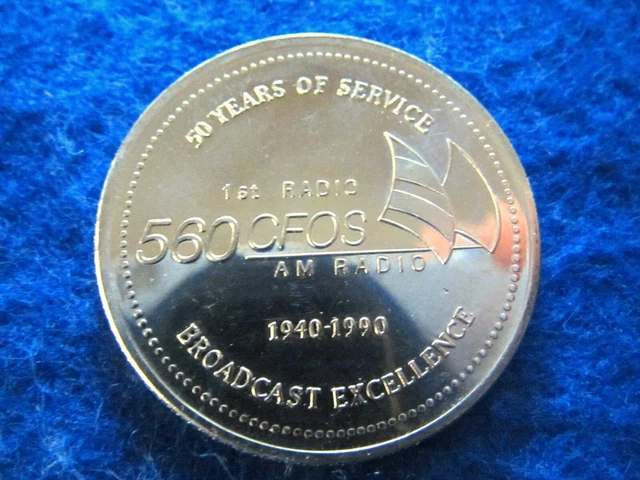 50 YEARS OF SERVICE
1st RADIO
560 CFOS
AM RADIO
1940-1990
BROADCAST EXCELLENCE